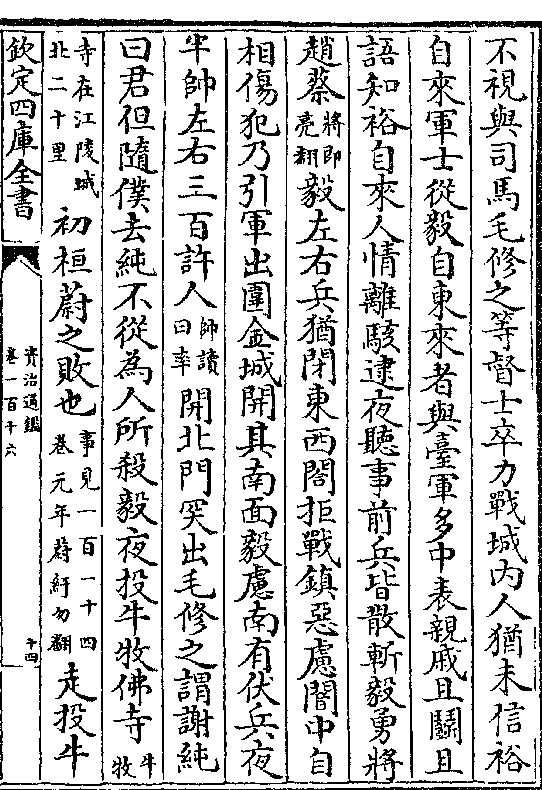 不視與司馬毛修之等督士卒力戰城内人猶未信裕
自來軍士從毅自東來者與臺軍多中表親戚且鬭且
語知裕自來人情離駭逮夜聽事前兵皆散斬毅勇將
趙蔡將即亮翻毅左右兵猶閉東西閤拒戰鎮惡慮闇中自
相傷犯乃引軍出圍金城開其南面毅慮南有伏兵夜
半帥左右三百許人帥讀曰率開北門突出毛修之謂謝純
曰君但隨僕去純不從為人所殺毅夜投牛牧佛寺牛牧
寺在江陵城北二十里初桓蔚之敗也事見一百一十四卷元年蔚紆勿翻走投牛
欽定四庫全書
資治通鑑
卷一百十六
十四